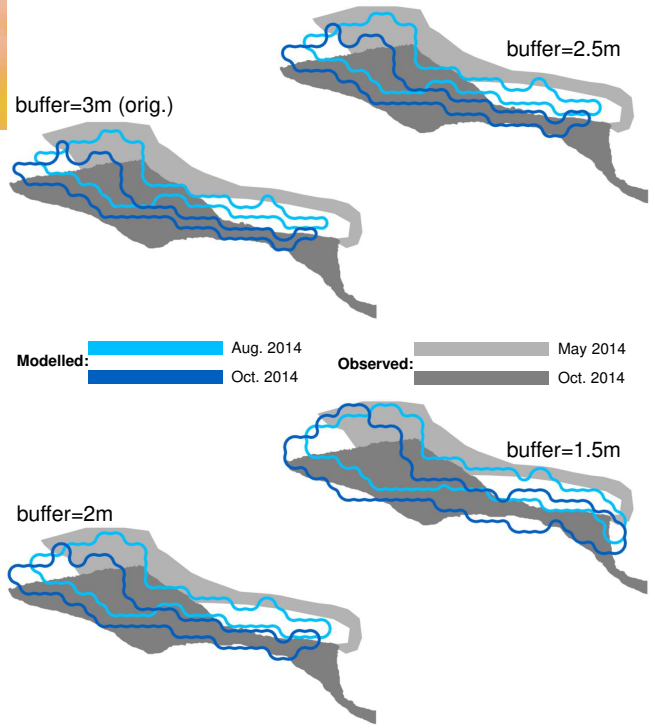 buffer=2.5m
buffer=3m (orig.)
Modelled:
Aug. 2014
Oct. 2014
Observed:
May 2014
Oct. 2014
buffer=1.5m
buffer=2m